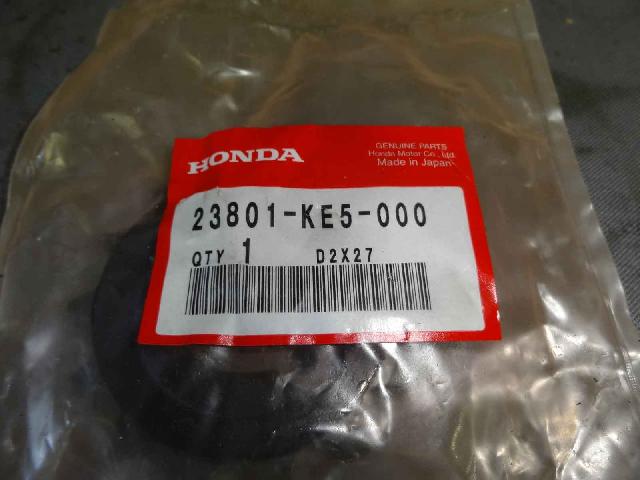 HONDA
GENUINE PARTS
Honda Motor Co., Ltd.
Made in Japan
23801-KE5-000
QTY 1 D2X27